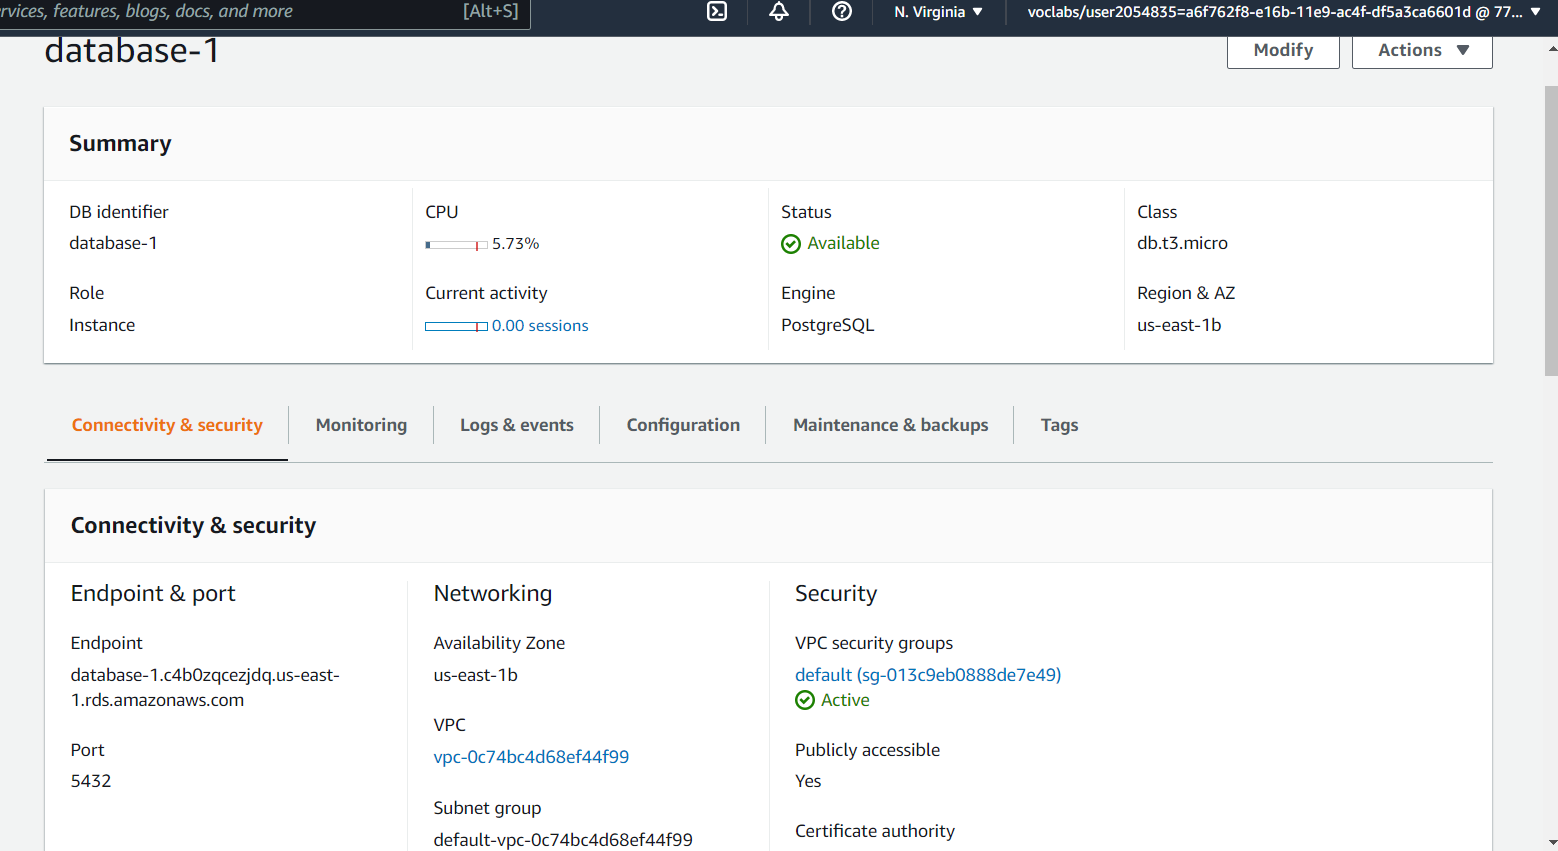 services, features, blogs, docs, and more [Alt+S] N. Virginia ▼ voclabs/user2054835=a6f762f8-e16b-11e9-ac4f-df5a3ca6601d @ 77... ▼
database-1
Modify
Actions ▼
Summary
DB identifier
database-1
CPU
5.73%
Status
Available
Class
db.t3.micro
Role
Instance
Current activity
0.00 sessions
Engine
PostgreSQL
Region & AZ
us-east-1b
Connectivity & security
Monitoring
Logs & events
Configuration
Maintenance & backups
Tags
Connectivity & security
Endpoint & port
Endpoint
database-1.c4b0zqcezjdq.us-east-
1.rds.amazonaws.com
Port
5432
Networking
Availability Zone
us-east-1b
VPC
vpc-0c74bc4d68ef44f99
Subnet group
default-vpc-0c74bc4d68ef44f99
Security
VPC security groups
default (sg-013c9eb0888de7e49)
Active
Publicly accessible
Yes
Certificate authority